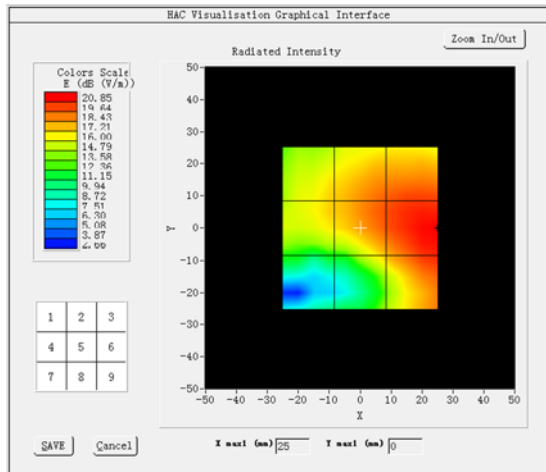 HAC Visualisation Graphical Interface
Zoom In/Out
Radiated Intensity
Colors Scale
E (dB (V/m))
20.85
19.64
18.43
17.21
16.00
14.79
13.58
12.36
11.15
9.94
8.72
7.51
6.30
5.08
3.87
2.66
50
40
30
20
10
Y 0
-10
-20
-30
-40
-50
-50 -40 -30 -20 -10 0 10 20 30 40 50
X
1 2 3
4 5 6
7 8 9
SAVE Cancel
X max1 (mm) 25 Y max1 (mm) 0